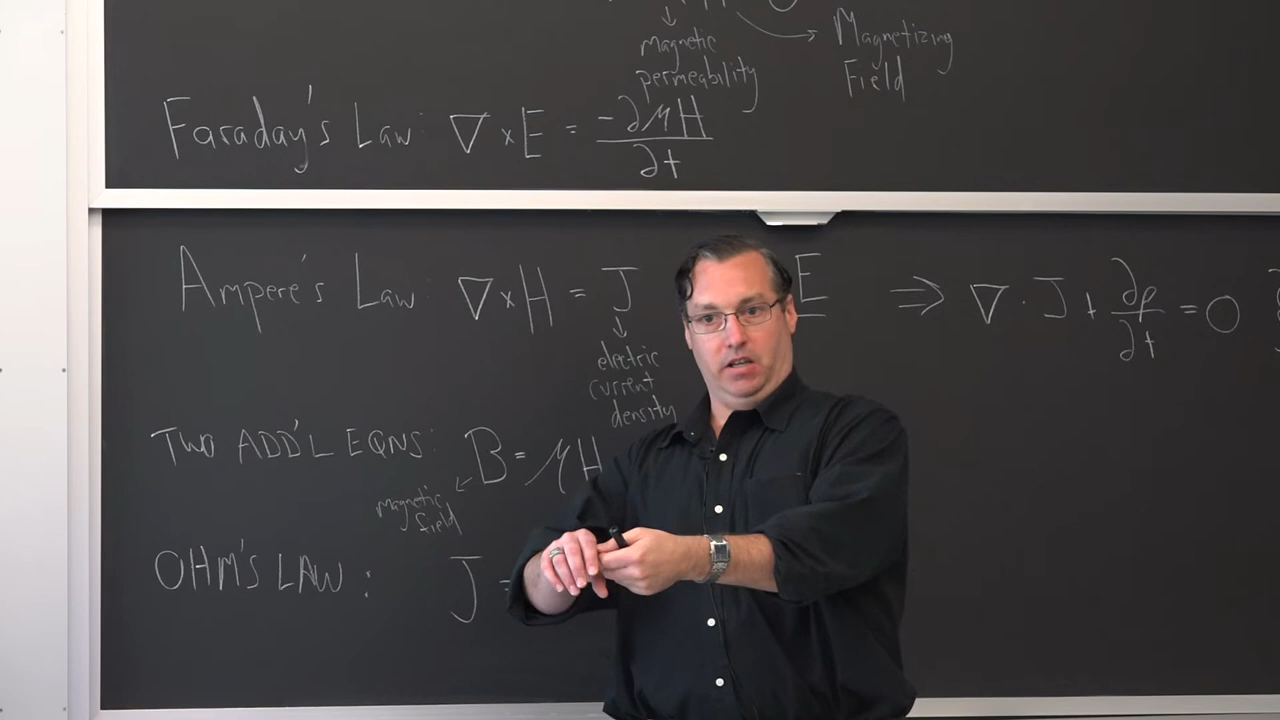 magnetic
permeability
Magnetizing
Field
Faraday's Law: ∇ × E = -∂μH / ∂t
Ampere's Law: ∇ × H = J E ⇒ ∇ · J + ∂ρ / ∂t = 0
electric
current
density
TWO ADD'L EQNS: B = μH
magnetic
field
OHM'S LAW: J =